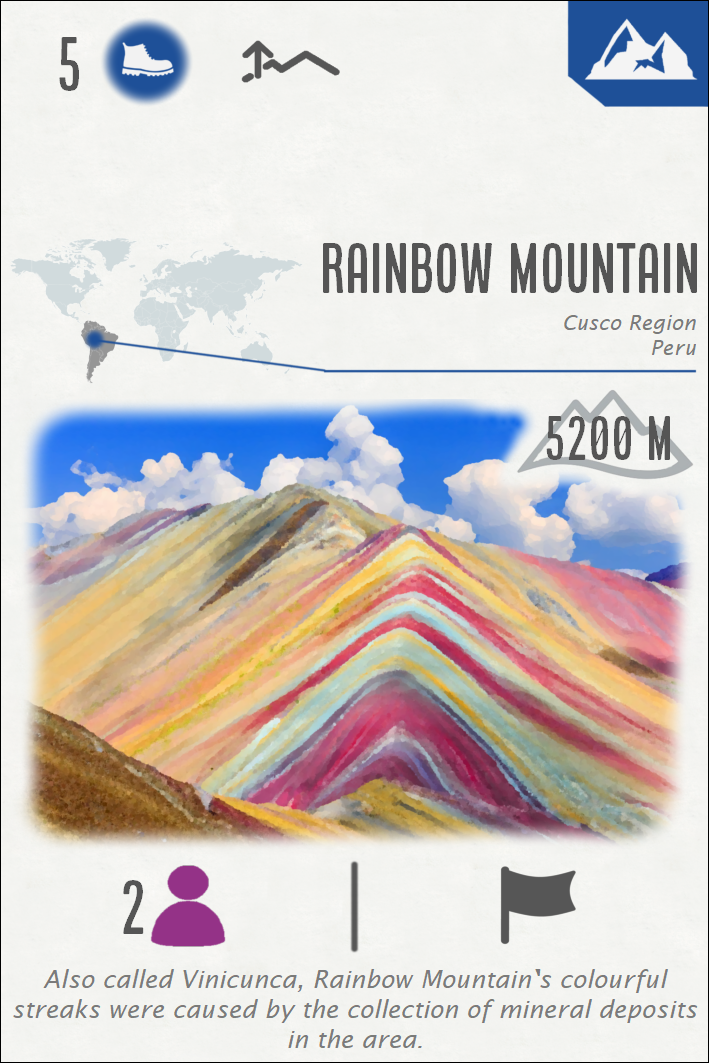 5
RAINBOW MOUNTAIN
Cusco Region
Peru
5200 M
2
Also called Vinicunca, Rainbow Mountain‛s colourful
streaks were caused by the collection of mineral deposits
in the area.